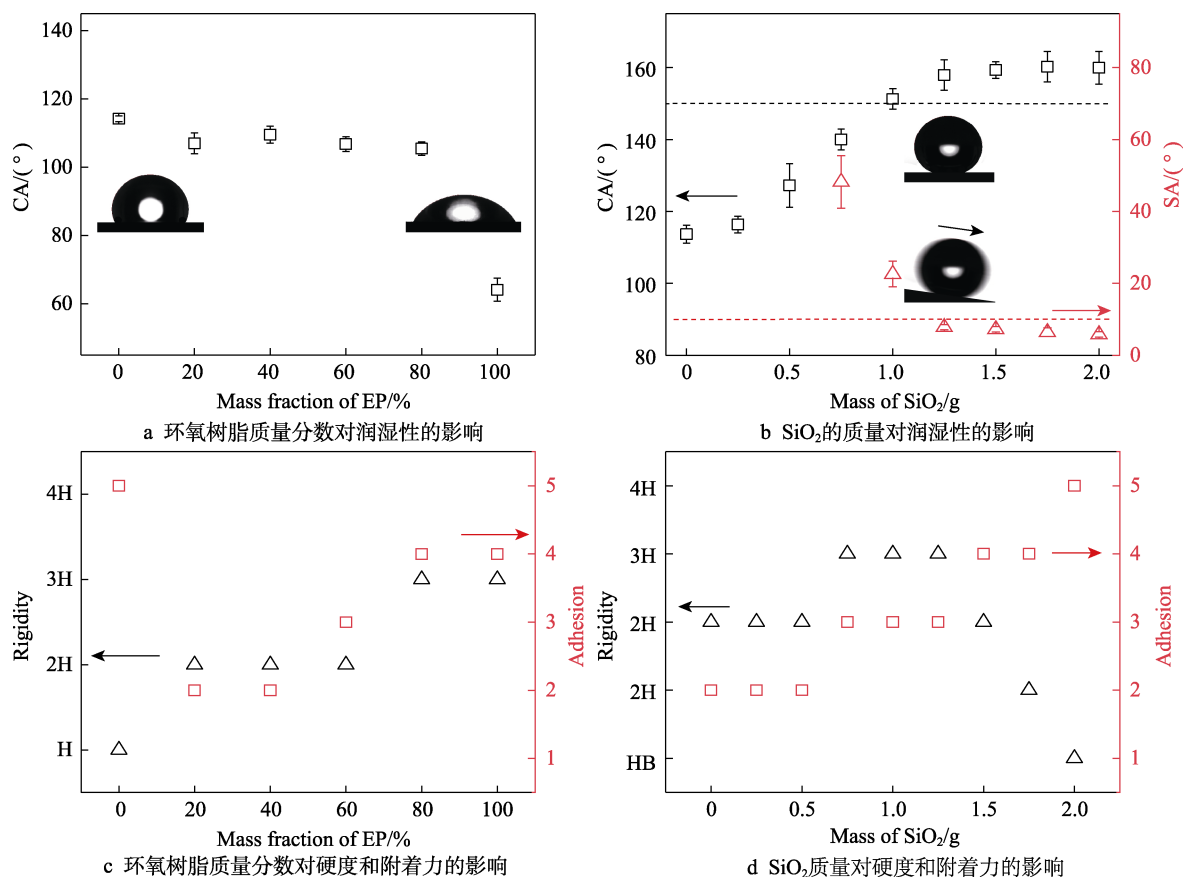 140
120
100
80
60
CA/(°)
0 20 40 60 80 100
Mass fraction of EP/%
a 环氧树脂质量分数对润湿性的影响
160
140
120
100
80
CA/(°)
80
60
40
20
0
SA/(°)
0 0.5 1.0 1.5 2.0
Mass of SiO₂/g
b SiO₂的质量对润湿性的影响
4H
3H
2H
H
Rigidity
5
4
3
2
1
Adhesion
0 20 40 60 80 100
Mass fraction of EP/%
c 环氧树脂质量分数对硬度和附着力的影响
4H
3H
2H
2H
HB
Rigidity
5
4
3
2
1
Adhesion
0 0.5 1.0 1.5 2.0
Mass of SiO₂/g
d SiO₂质量对硬度和附着力的影响